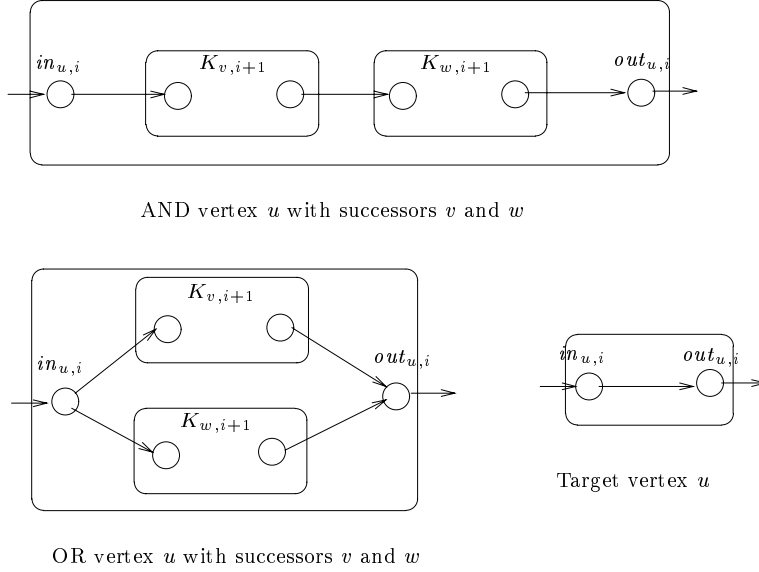 in_{u,i} K_{v,i+1} K_{w,i+1} out_{u,i}
AND vertex u with successors v and w
K_{v,i+1}
in_{u,i} out_{u,i}
K_{w,i+1}
in_{u,i} out_{u,i}
Target vertex u
OR vertex u with successors v and w